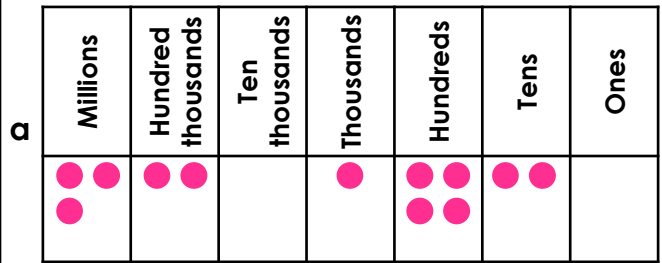 a
Millions
Hundred
thousands
Ten
thousands
Thousands
Hundreds
Tens
Ones